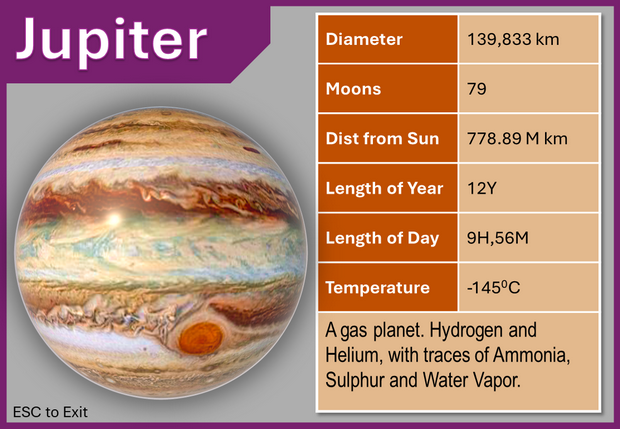 Jupiter
Diameter 139,833 km
Moons 79
Dist from Sun 778.89 M km
Length of Year 12Y
Length of Day 9H,56M
Temperature -145⁰C
A gas planet. Hydrogen and
Helium, with traces of Ammonia,
Sulphur and Water Vapor.
ESC to Exit